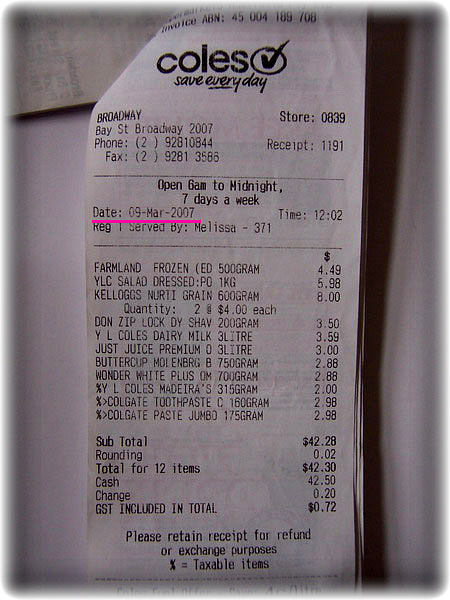 Invoice ABN: 45 004 189 708
coles
save every day
BROADWAY Store: 0839
Bay St Broadway 2007
Phone: (2 ) 92810844 Receipt: 1191
Fax: (2 ) 9281 3586
Open 6am to Midnight,
7 days a week
Date: 09-Mar-2007 Time: 12:02
Reg 1 Served By: Melissa - 371
$
FARMLAND FROZEN (ED 500GRAM 4.49
YLC SALAD DRESSED:PO 1KG 5.98
KELLOGGS NURTI GRAIN 600GRAM 8.00
Quantity: 2 @ $4.00 each
DON ZIP LOCK DY SHAV 200GRAM 3.50
Y L COLES DAIRY MILK 3LITRE 3.59
JUST JUICE PREMIUM O 3LITRE 3.00
BUTTERCUP MOLENBRG B 750GRAM 2.88
WONDER WHITE PLUS OM 700GRAM 2.88
%Y L COLES MADEIRA'S 315GRAM 2.00
%>COLGATE TOOTHPASTE C 160GRAM 2.98
%>COLGATE PASTE JUMBO 175GRAM 2.98
Sub Total $42.28
Rounding 0.02
Total for 12 items $42.30
Cash 42.50
Change 0.20
GST INCLUDED IN TOTAL $0.72
Please retain receipt for refund
or exchange purposes
% = Taxable items